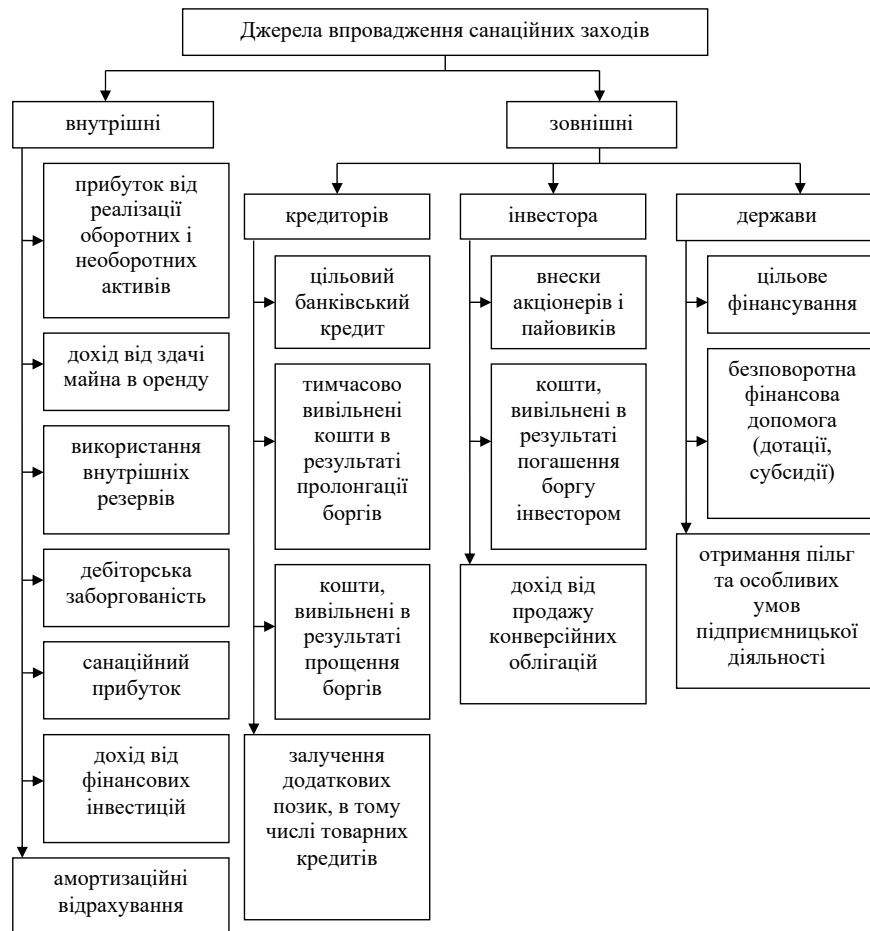 Джерела впровадження санаційних заходів
внутрішні
зовнішні
прибуток від
реалізації
оборотних і
необоротних
активів
дохід від здачі
майна в оренду
використання
внутрішніх
резервів
дебіторська
заборгованість
санаційний
прибуток
дохід від
фінансових
інвестицій
амортизаційні
відрахування
кредиторів
цільовий
банківський
кредит
тимчасово
вивільнені
кошти в
результаті
пролонгації
боргів
кошти,
вивільнені в
результаті
прощення
боргів
залучення
додаткових
позик, в тому
числі товарних
кредитів
інвестора
внески
акціонерів і
пайовиків
кошти,
вивільнені в
результаті
погашення
боргу
інвестором
дохід від
продажу
конверсійних
облігацій
держави
цільове
фінансування
безповоротна
фінансова
допомога
(дотації,
субсидії)
отримання пільг
та особливих
умов
підприємницької
діяльності